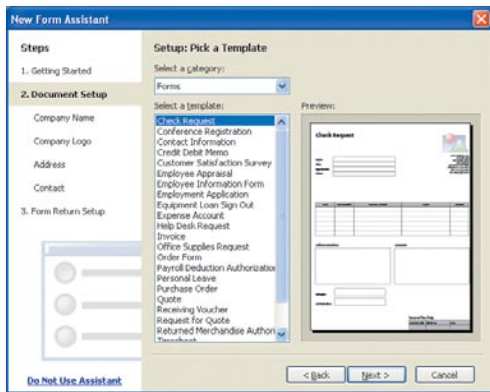 New Form Assistant
Steps
1. Getting Started
2. Document Setup
Company Name
Company Logo
Address
Contact
3. Form Return Setup
Do Not Use Assistant
Setup: Pick a Template
Select a category:
Forms
Select a template:
Check Request
Conference Registration
Contact Information
Credit Debit Memo
Customer Satisfaction Survey
Employee Appraisal
Employee Information Form
Employment Application
Equipment Loan Sign Out
Expense Account
Help Desk Request
Invoice
Office Supplies Request
Order Form
Payroll Deduction Authorization
Personal Leave
Purchase Order
Quote
Receiving Voucher
Request for Quote
Returned Merchandise Authori
Timesheet
Preview:
Check Request
< Back
Next >
Cancel